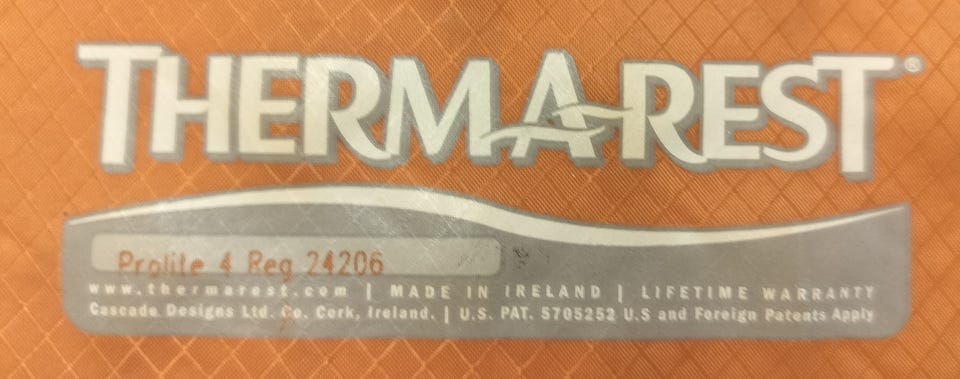 THERMAREST®
Prolite 4 Reg 24206
www.thermarest.com | MADE IN IRELAND | LIFETIME WARRANTY
Cascade Designs Ltd. Co. Cork, Ireland. | U.S. PAT. 5705252 U.S and Foreign Patents Apply